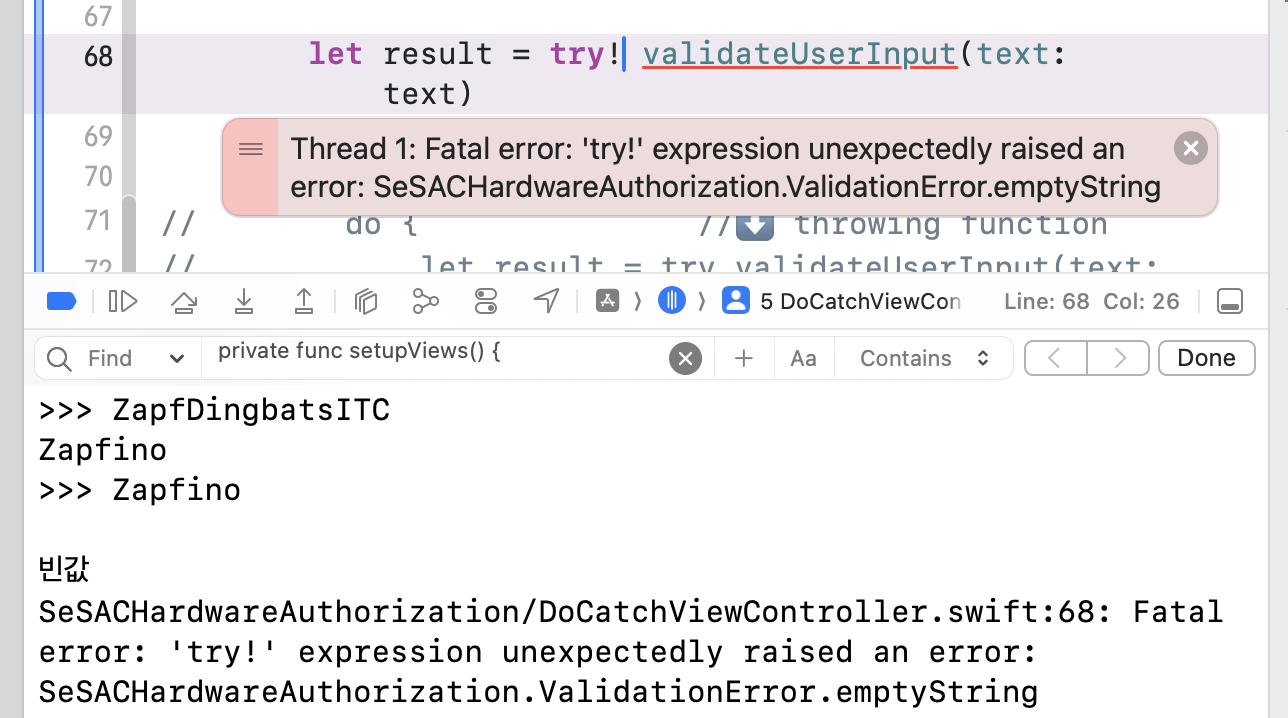 67
68 let result = try! validateUserInput(text:
text)
69
Thread 1: Fatal error: 'try!' expression unexpectedly raised an
70
error: SeSACHardwareAuthorization.ValidationError.emptyString
71 // do { //⬇️ throwing function
72 // let result = try validateUserInput(text:
5 DoCatchViewCon Line: 68 Col: 26
Find private func setupViews() { Aa Contains Done
>>> ZapfDingbatsITC
Zapfino
>>> Zapfino
빈값
SeSACHardwareAuthorization/DoCatchViewController.swift:68: Fatal
error: 'try!' expression unexpectedly raised an error:
SeSACHardwareAuthorization.ValidationError.emptyString